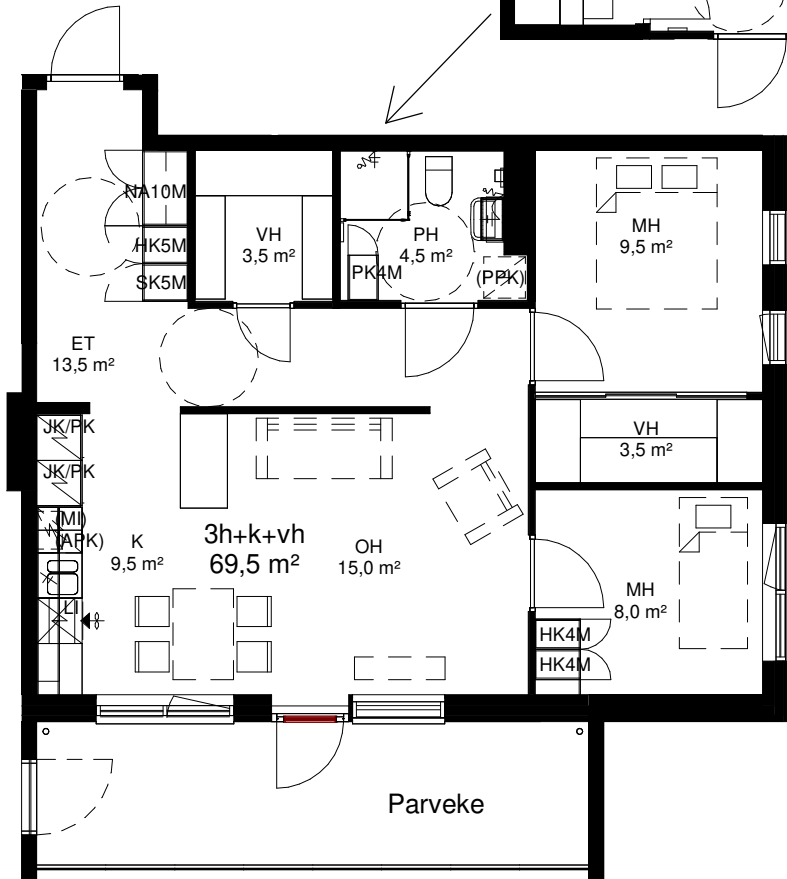 NA10M
HK5M
SK5M
VH
3,5 m²
PH
4,5 m²
PK4M
(PPK)
MH
9,5 m²
ET
13,5 m²
VH
3,5 m²
JK/PK
JK/PK
(MI)
(APK)
K
9,5 m²
3h+k+vh
69,5 m²
OH
15,0 m²
LI
MH
8,0 m²
HK4M
HK4M
Parveke